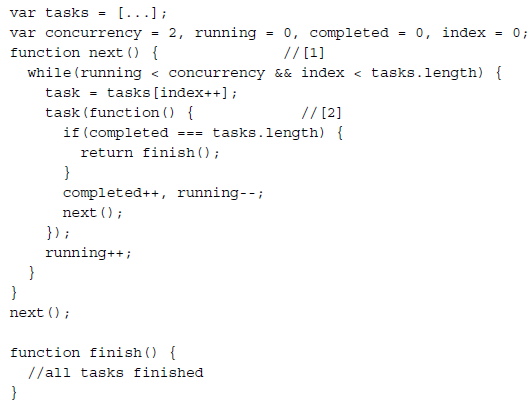 var tasks = [...];
var concurrency = 2, running = 0, completed = 0, index = 0;
function next() {              //[1]
  while(running < concurrency && index < tasks.length) {
    task = tasks[index++];
    task(function() {            //[2]
      if(completed === tasks.length) {
        return finish();
      }
      completed++, running--;
      next();
    });
    running++;
  }
}
next();

function finish() {
  //all tasks finished
}